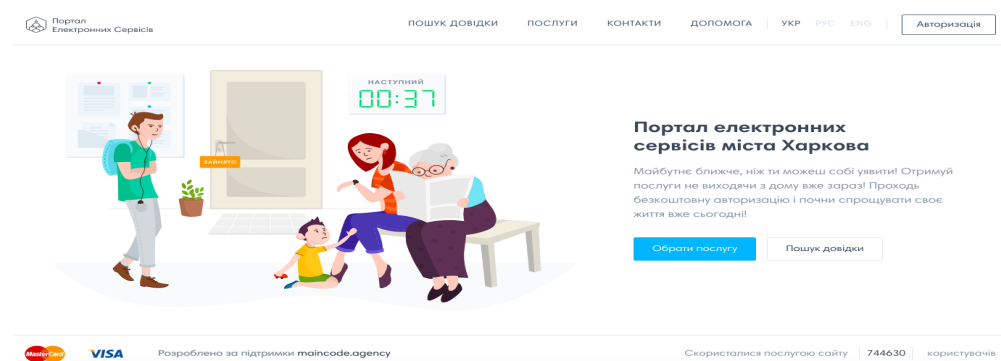 Портал
Електронних Сервісів
ПОШУК ДОВІДКИ ПОСЛУГИ КОНТАКТИ ДОПОМОГА УКР РУС ENG Авторизація
НАСТУПНИЙ
00:37
ЗАЙНЯТО
Портал електронних
сервісів міста Харкова
Майбутнє ближче, ніж ти можеш собі уявити! Отримуй
послуги не виходячи з дому вже зараз! Проходь
безкоштовну авторизацію і почни спрощувати своє
життя вже сьогодні!
Обрати послугу Пошук довідки
MasterCard VISA Розроблено за підтримки maincode.agency Скористалися послугою сайту 744630 користувачів